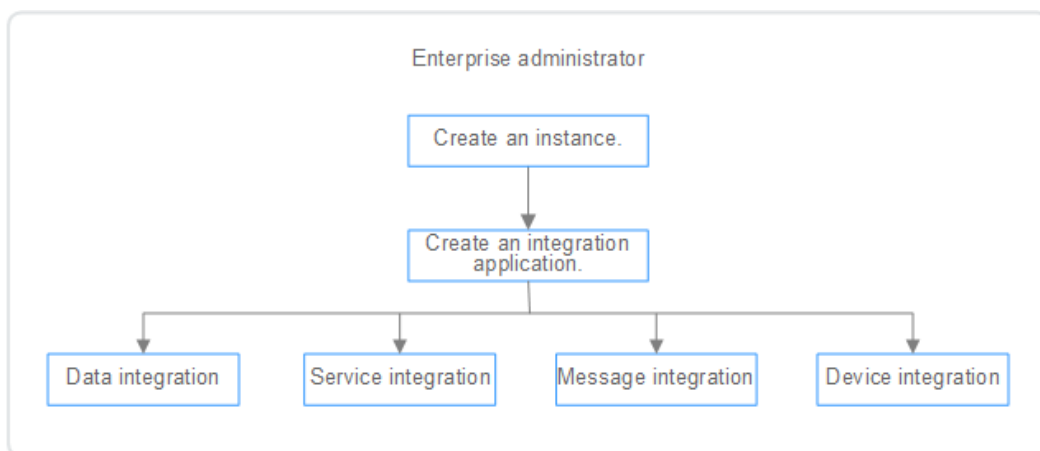 Enterprise administrator
Create an instance.
Create an integration
application.
Data integration
Service integration
Message integration
Device integration